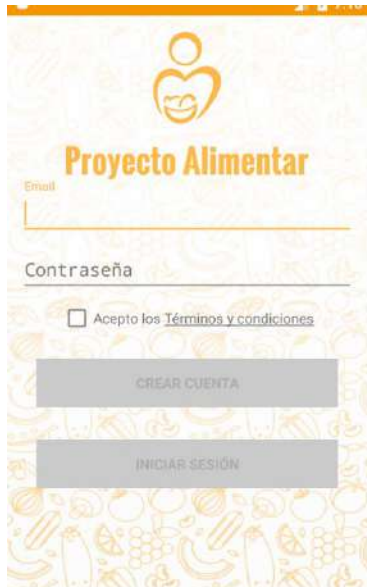 Proyecto Alimentar
Email
Contraseña
Acepto los Términos y condiciones
CREAR CUENTA
INICIAR SESIÓN